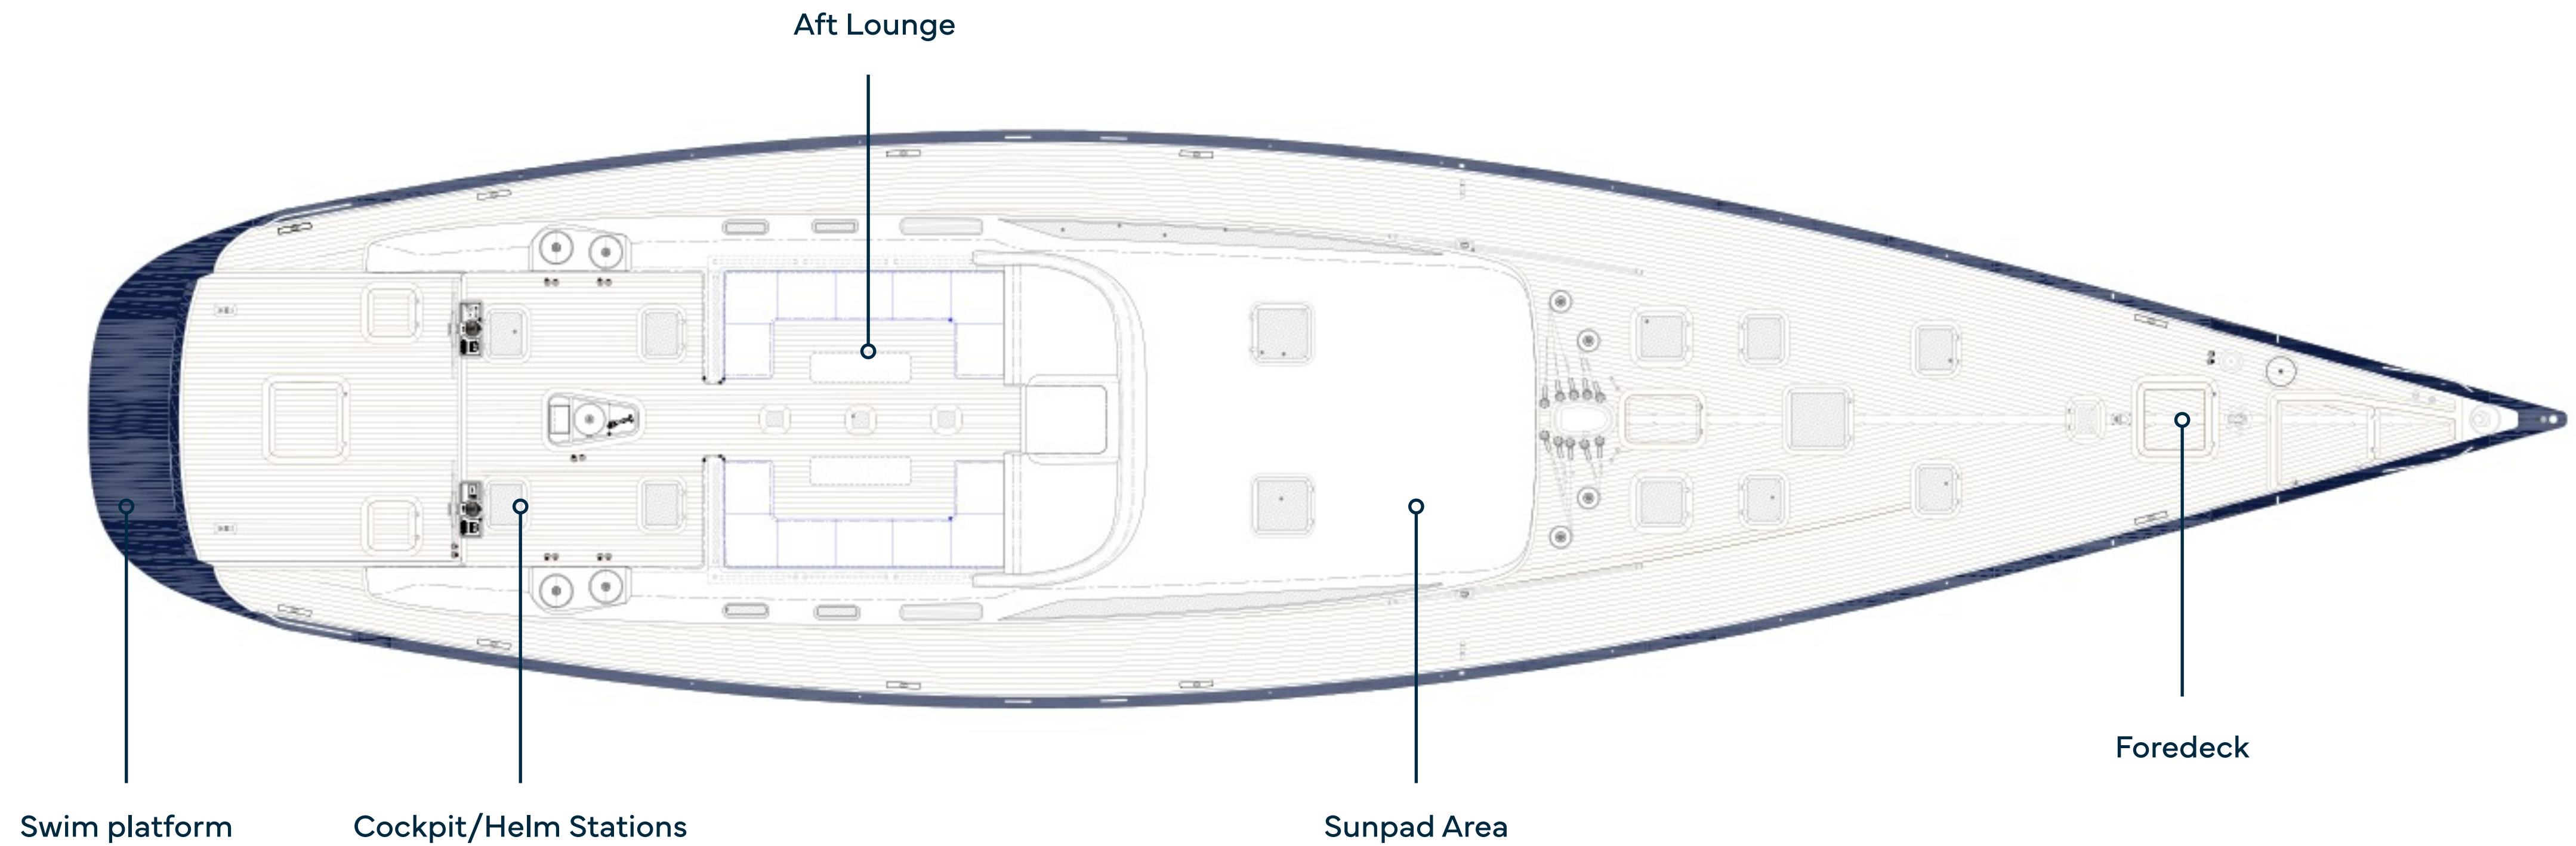 Aft Lounge
Foredeck
Swim platform
Cockpit/Helm Stations
Sunpad Area